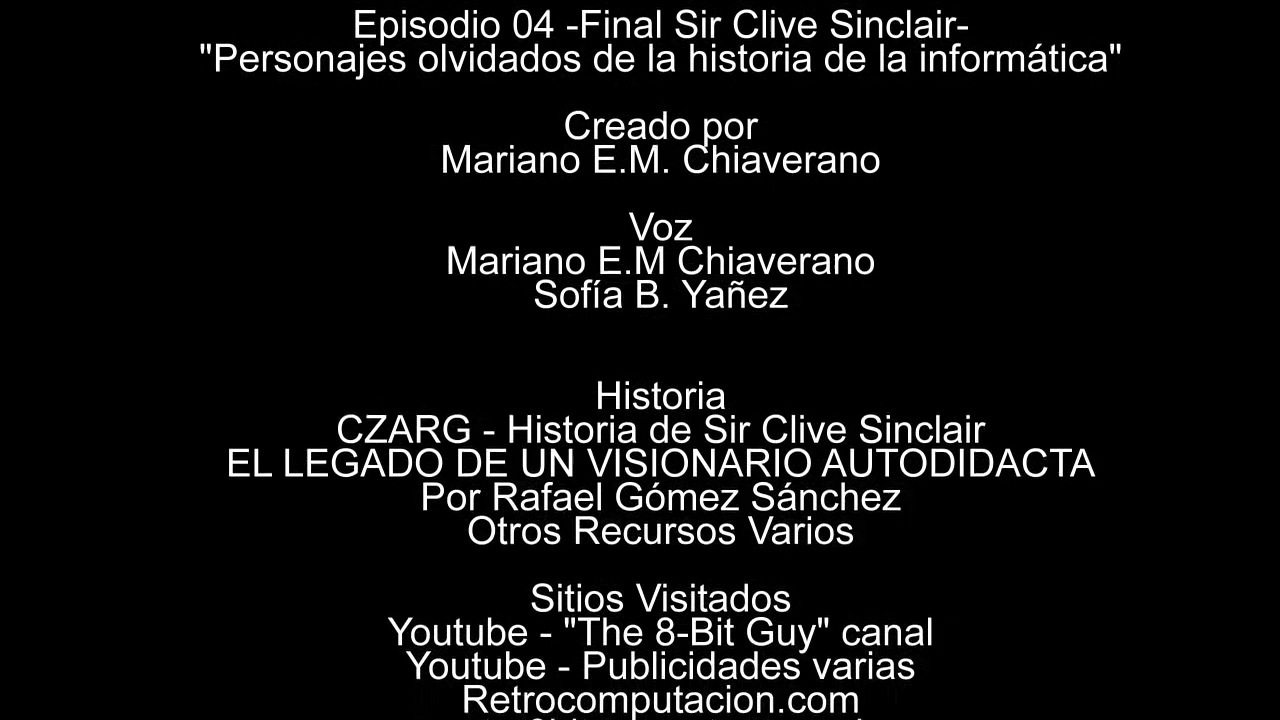 Episodio 04 -Final Sir Clive Sinclair-
"Personajes olvidados de la historia de la informática"
Creado por
Mariano E.M. Chiaverano
Voz
Mariano E.M Chiaverano
Sofía B. Yañez
Historia
CZARG - Historia de Sir Clive Sinclair
EL LEGADO DE UN VISIONARIO AUTODIDACTA
Por Rafael Gómez Sánchez
Otros Recursos Varios
Sitios Visitados
Youtube - "The 8-Bit Guy" canal
Youtube - Publicidades varias
Retrocomputacion.com